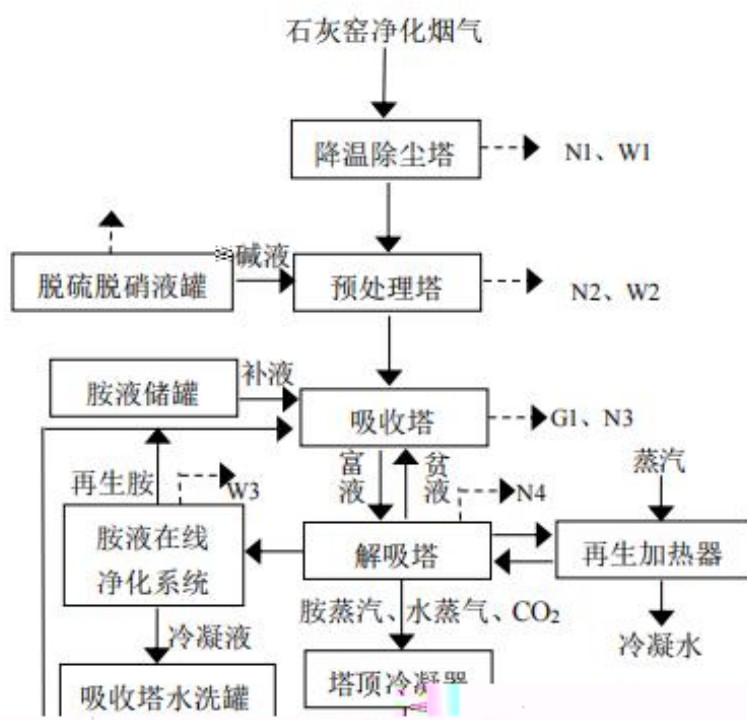 石灰窑净化烟气
降温除尘塔
N1、W1
碱液
脱硫脱硝液罐
预处理塔
N2、W2
胺液储罐
补液
吸收塔
G1、N3
富液
贫液
蒸汽
再生胺
W3
N4
胺液在线
净化系统
解吸塔
再生加热器
胺蒸汽、水蒸气、CO₂
冷凝液
冷凝水
吸收塔水洗罐
塔顶冷凝器